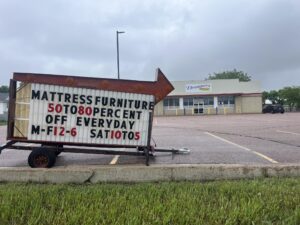 MATTRESS FURNITURE
50 TO 80 PERCENT
OFF EVERYDAY
M-F 12-6 SAT 10 TO 5